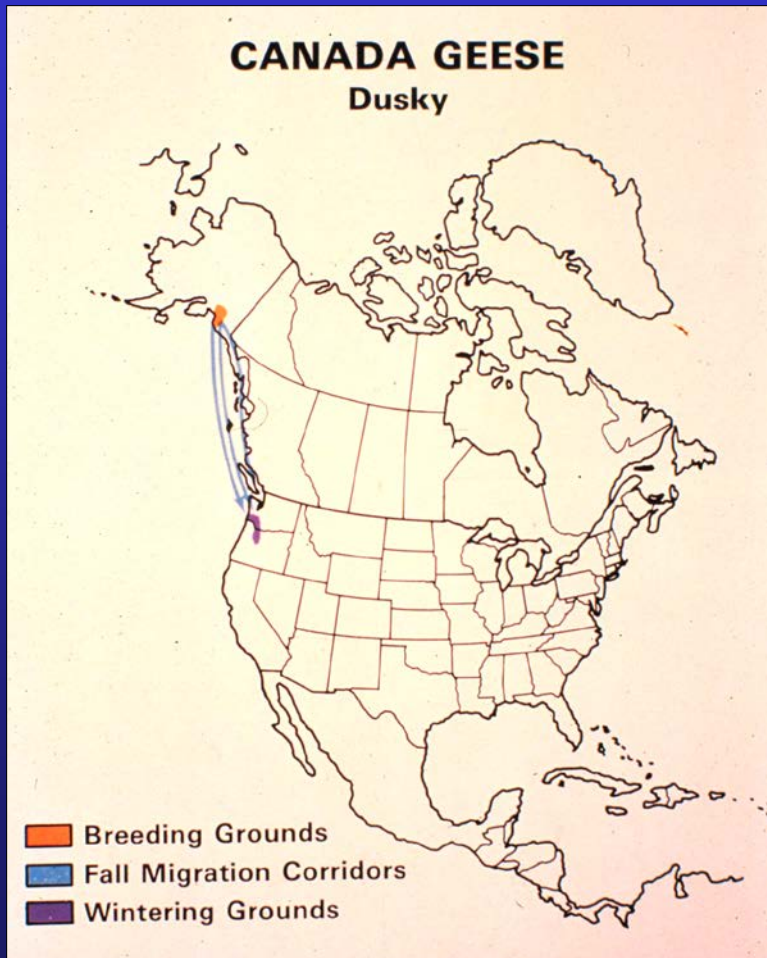 CANADA GEESE
Dusky
Breeding Grounds
Fall Migration Corridors
Wintering Grounds